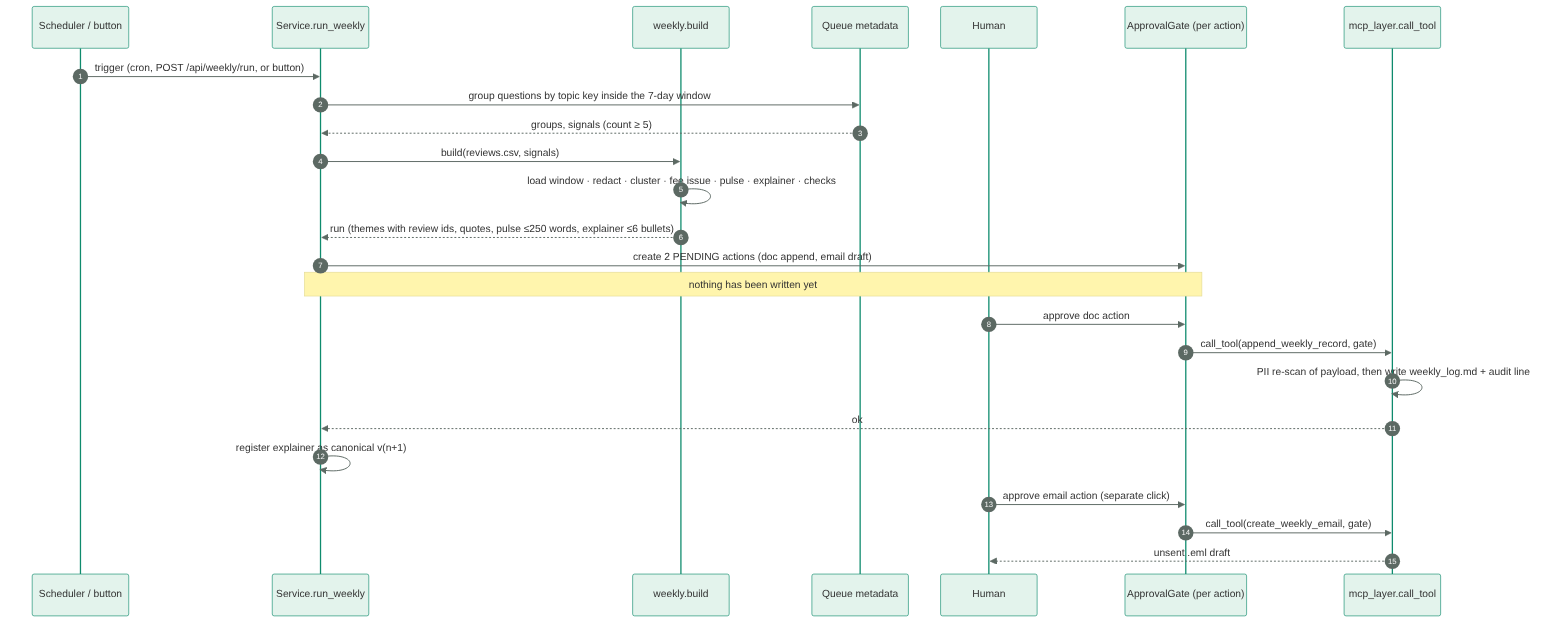 Scheduler / button
Service.run_weekly
weekly.build
Queue metadata
Human
ApprovalGate (per action)
mcp_layer.call_tool
1
trigger (cron, POST /api/weekly/run, or button)
2
group questions by topic key inside the 7-day window
groups, signals (count ≥ 5)
3
4
build(reviews.csv, signals)
load window · redact · cluster · fee issue · pulse · explainer · checks
5
run (themes with review ids, quotes, pulse ≤250 words, explainer ≤6 bullets)
6
7
create 2 PENDING actions (doc append, email draft)
nothing has been written yet
8
approve doc action
9
call_tool(append_weekly_record, gate)
PII re-scan of payload, then write weekly_log.md + audit line
10
ok
11
register explainer as canonical v(n+1)
12
13
approve email action (separate click)
14
call_tool(create_weekly_email, gate)
unsent .eml draft
15
Scheduler / button
Service.run_weekly
weekly.build
Queue metadata
Human
ApprovalGate (per action)
mcp_layer.call_tool